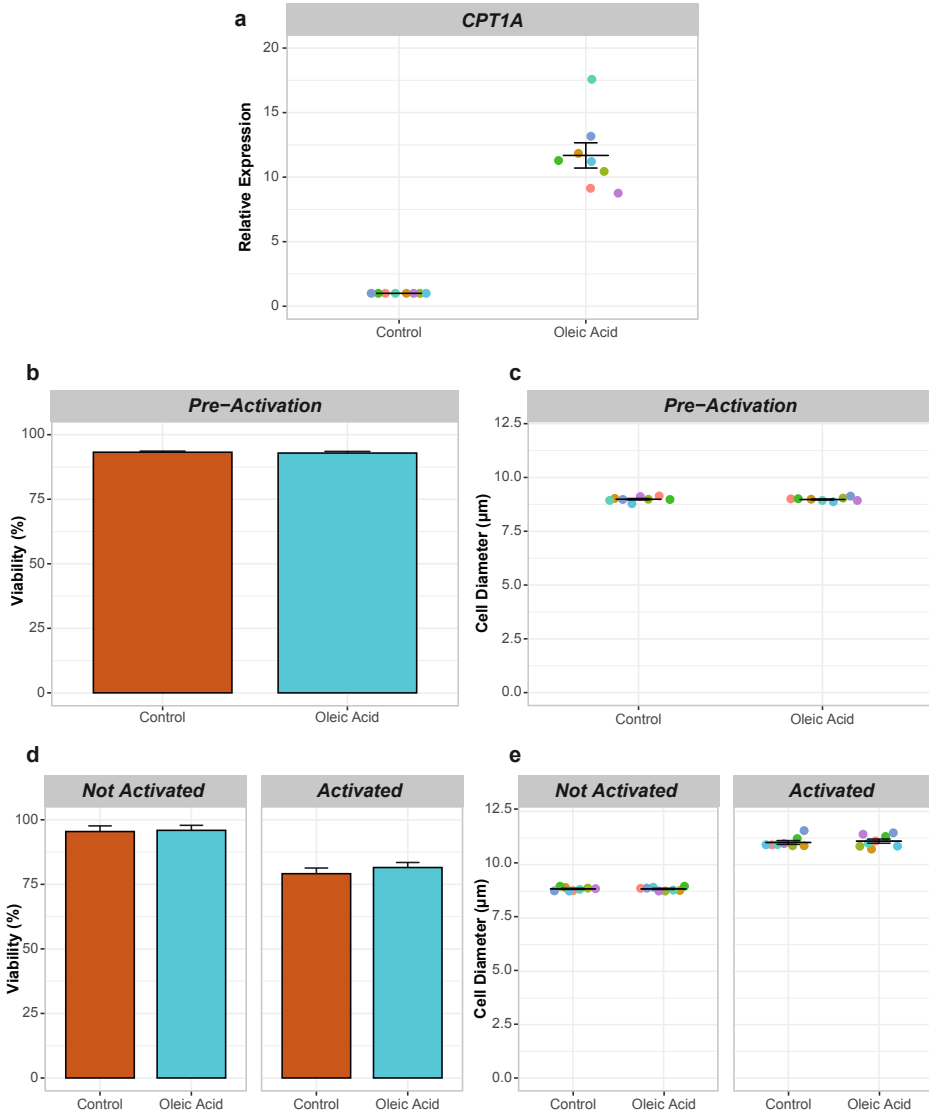 a
CPT1A
20
15
10
5
0
Relative Expression
Control
Oleic Acid
b
Pre−Activation
100
75
50
25
0
Viability (%)
Control
Oleic Acid
c
Pre−Activation
12.5
10.0
7.5
5.0
2.5
0.0
Cell Diameter (µm)
Control
Oleic Acid
d
Not Activated
Activated
100
75
50
25
0
Viability (%)
Control
Oleic Acid
Control
Oleic Acid
e
Not Activated
Activated
12.5
10.0
7.5
5.0
2.5
0.0
Cell Diameter (µm)
Control
Oleic Acid
Control
Oleic Acid